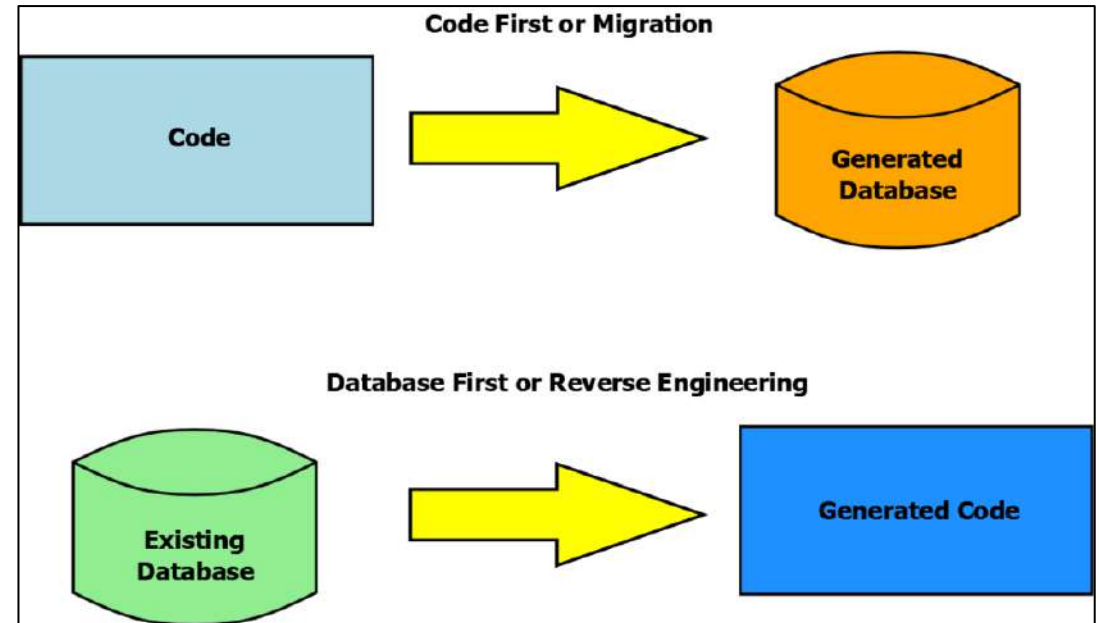 Code First or Migration
Code
Generated
Database
Database First or Reverse Engineering
Existing
Database
Generated Code